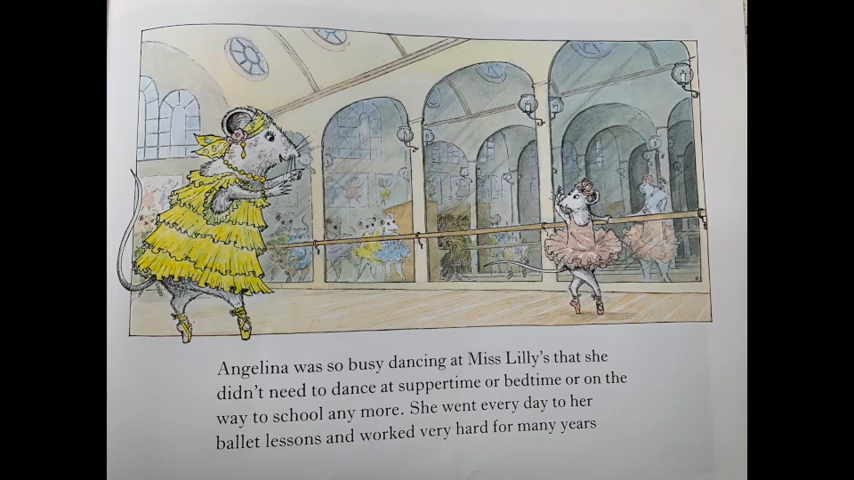 Angelina was so busy dancing at Miss Lilly's that she
didn't need to dance at suppertime or bedtime or on the
way to school any more. She went every day to her
ballet lessons and worked very hard for many years